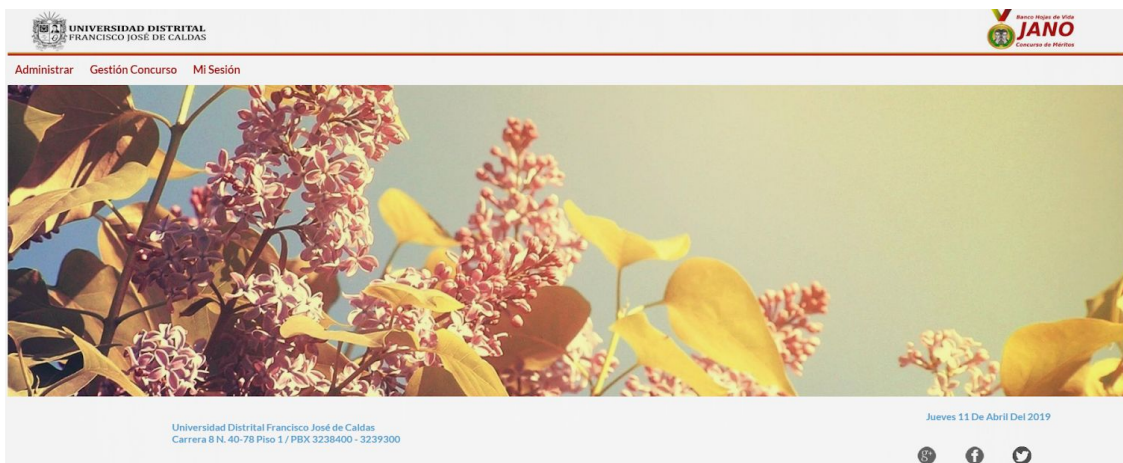 UNIVERSIDAD DISTRITAL
FRANCISCO JOSÉ DE CALDAS
Banco Hojas de Vida
JANO
Concurso de Méritos
Administrar Gestión Concurso Mi Sesión
Jueves 11 De Abril Del 2019
Universidad Distrital Francisco José de Caldas
Carrera 8 N. 40-78 Piso 1 / PBX 3238400 - 3239300
g+
f